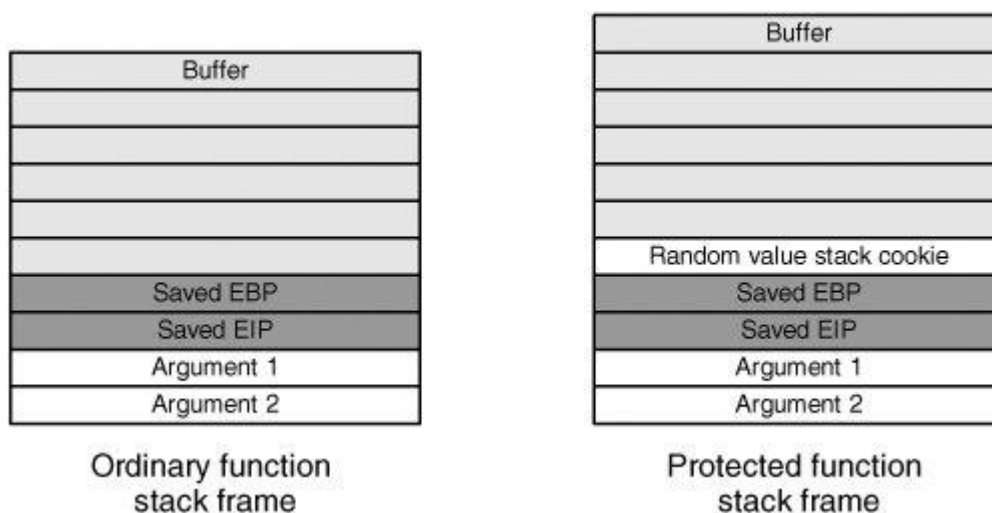 Buffer
Saved EBP
Saved EIP
Argument 1
Argument 2
Ordinary function
stack frame
Buffer
Random value stack cookie
Saved EBP
Saved EIP
Argument 1
Argument 2
Protected function
stack frame